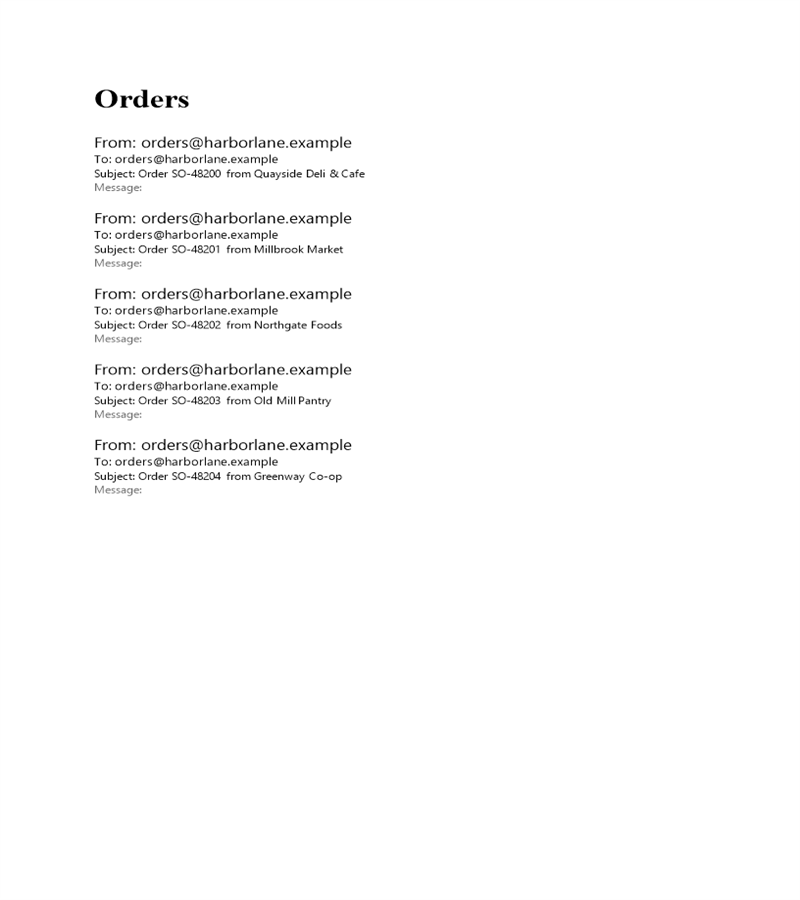 Orders
From: orders@harborlane.example
To: orders@harborlane.example
Subject: Order SO-48200 from Quayside Deli & Cafe
Message:
From: orders@harborlane.example
To: orders@harborlane.example
Subject: Order SO-48201 from Millbrook Market
Message:
From: orders@harborlane.example
To: orders@harborlane.example
Subject: Order SO-48202 from Northgate Foods
Message:
From: orders@harborlane.example
To: orders@harborlane.example
Subject: Order SO-48203 from Old Mill Pantry
Message:
From: orders@harborlane.example
To: orders@harborlane.example
Subject: Order SO-48204 from Greenway Co-op
Message: